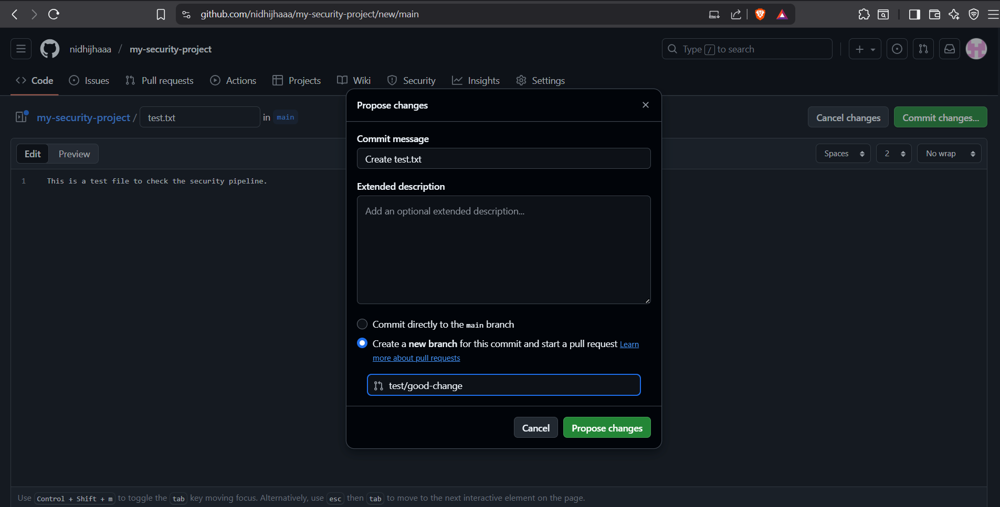 github.com/nidhijhaaa/my-security-project/new/main
nidhijhaaa / my-security-project
Type / to search
Code Issues Pull requests Actions Projects Wiki Security Insights Settings
my-security-project / test.txt in main
Cancel changes Commit changes...
Edit Preview
Spaces 2 No wrap
1 This is a test file to check the security pipeline.
Propose changes
Commit message
Create test.txt
Extended description
Add an optional extended description...
Commit directly to the main branch
Create a new branch for this commit and start a pull request Learn
more about pull requests
test/good-change
Cancel Propose changes
Use Control + Shift + m to toggle the tab key moving focus. Alternatively, use esc then tab to move to the next interactive element on the page.